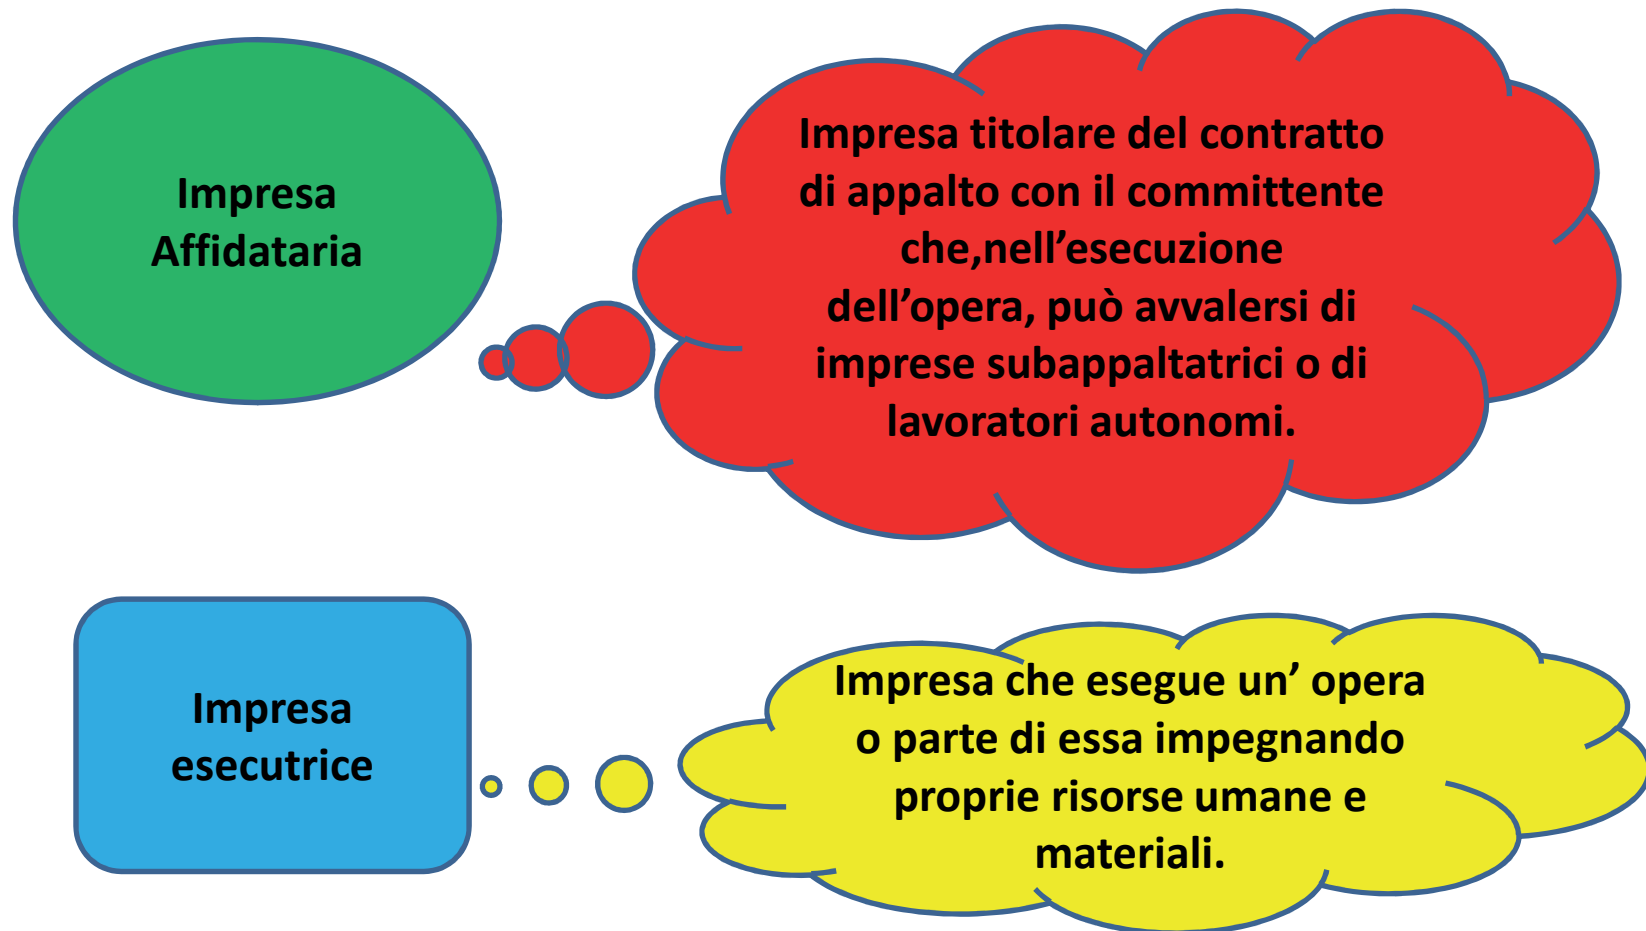 Impresa
Affidataria
Impresa titolare del contratto
di appalto con il committente
che,nell’esecuzione
dell’opera, può avvalersi di
imprese subappaltatrici o di
lavoratori autonomi.
Impresa
esecutrice
Impresa che esegue un’ opera
o parte di essa impegnando
proprie risorse umane e
materiali.